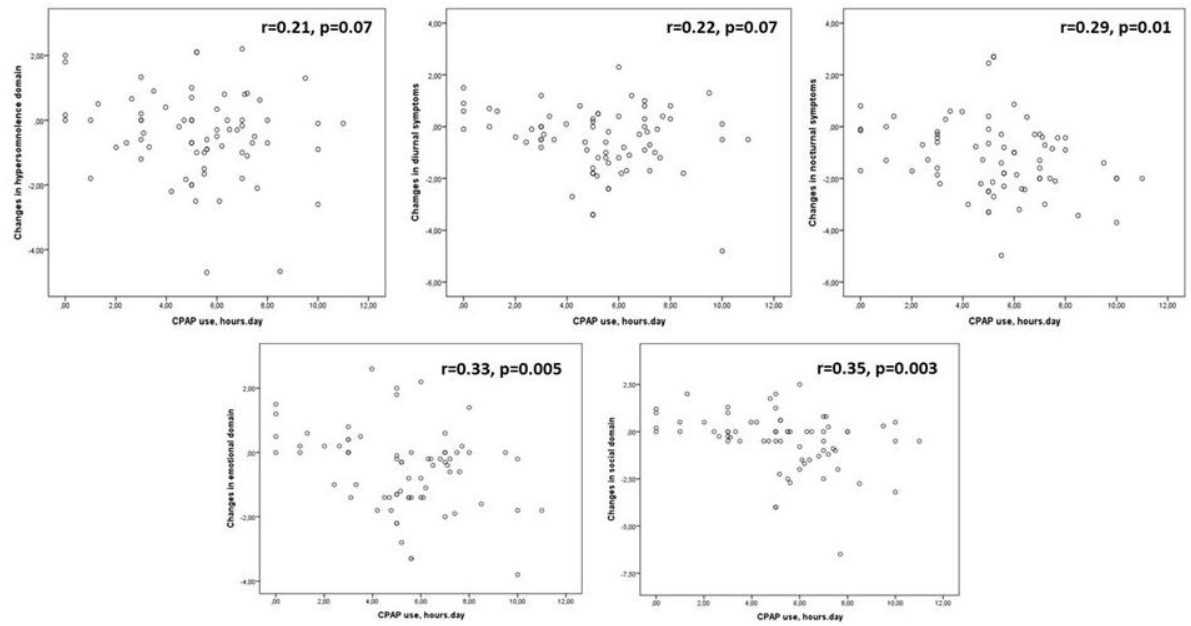 r=0.21, p=0.07
2,00
,00
-2,00
-4,00
Changes in hypersomnolence domain
,00 2,00 4,00 6,00 8,00 10,00 12,00
CPAP use, hours.day
r=0.22, p=0.07
4,00
2,00
,00
-2,00
-4,00
-6,00
Chamges in diurnal symptoms
,00 2,00 4,00 6,00 8,00 10,00 12,00
CPAP use, hours.day
r=0.29, p=0.01
4,00
2,00
,00
-2,00
-4,00
-6,00
Changes in nocturnal symptoms
,00 2,00 4,00 6,00 8,00 10,00 12,00
CPAP use, hours.day
r=0.33, p=0.005
2,00
,00
-2,00
-4,00
Changes in emotional domain
,00 2,00 4,00 6,00 8,00 10,00 12,00
CPAP use, hours.day
r=0.35, p=0.003
2,50
,00
-2,50
-5,00
-7,50
Changes in social domain
,00 2,00 4,00 6,00 8,00 10,00 12,00
CPAP use, hours.day